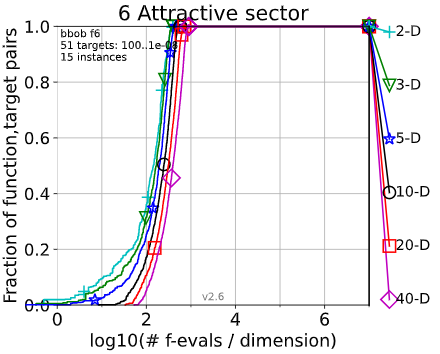 6 Attractive sector
bbob f6
51 targets: 100..1e-08
15 instances
Fraction of function,target pairs
1.0
0.8
0.6
0.4
0.2
0.0
0
2
4
6
log10(# f-evals / dimension)
v2.6
2-D
3-D
5-D
10-D
20-D
40-D